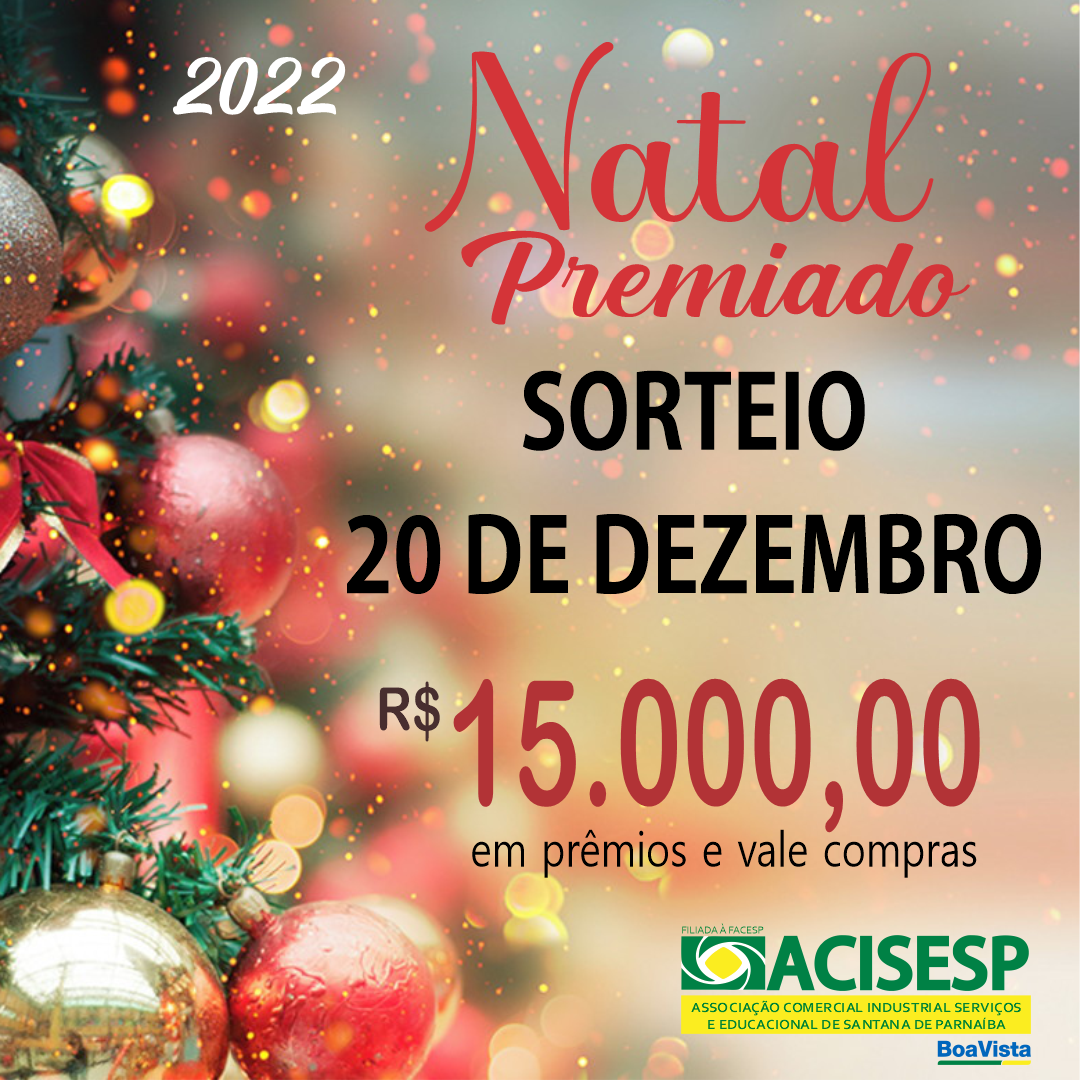 2022
Natal
Premiado
SORTEIO
20 DE DEZEMBRO
R$ 15.000,00
em prêmios e vale compras
FILIADA À FACESP
ACISESP
ASSOCIAÇÃO COMERCIAL INDUSTRIAL SERVIÇOS
E EDUCACIONAL DE SANTANA DE PARNAÍBA
BoaVista